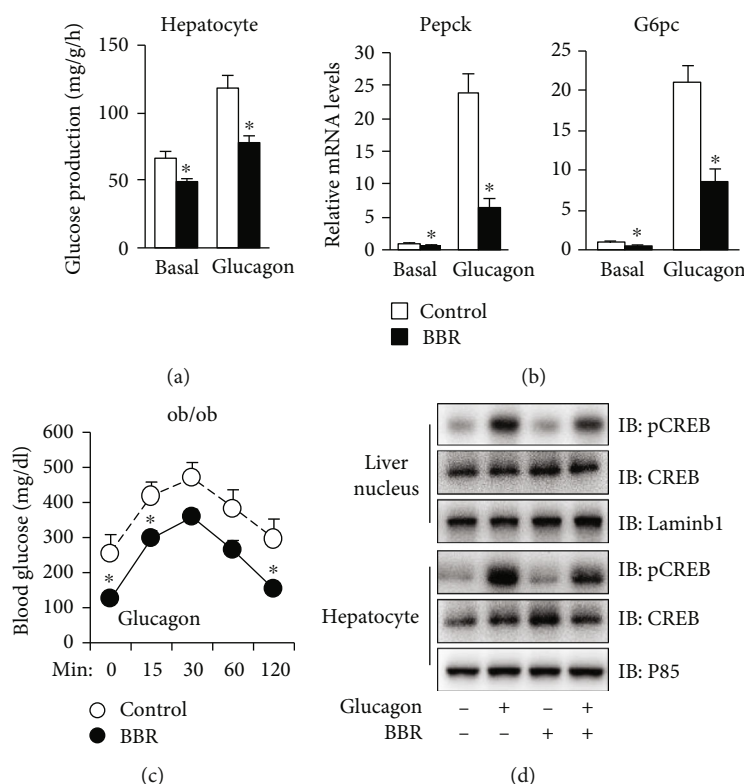 Hepatocyte
Glucose production (mg/g/h)
150
100
50
0
*
*
Basal Glucagon
(a)
Pepck
Relative mRNA levels
30
25
20
15
10
5
0
*
*
Basal Glucagon
G6pc
25
20
15
10
5
0
*
*
Basal Glucagon
Control
BBR
(b)
ob/ob
Blood glucose (mg/dl)
600
500
400
300
200
100
0
*
*
*
Glucagon
Min: 0 15 30 60 120
Control
BBR
(c)
Liver
nucleus
IB: pCREB
IB: CREB
IB: Laminb1
Hepatocyte
IB: pCREB
IB: CREB
IB: P85
Glucagon – + – +
BBR – – + +
(d)